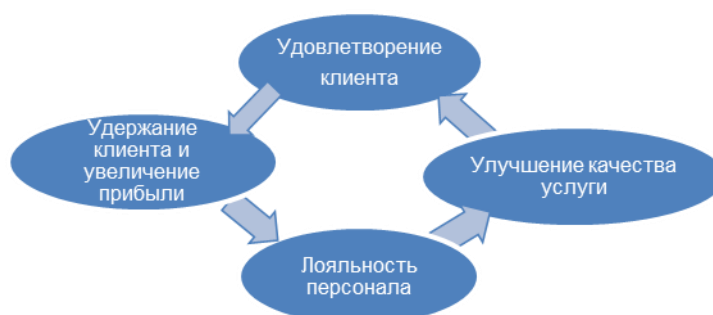 Удовлетворение
клиента
Удержание
клиента и
увеличение
прибыли
Улучшение качества
услуги
Лояльность
персонала